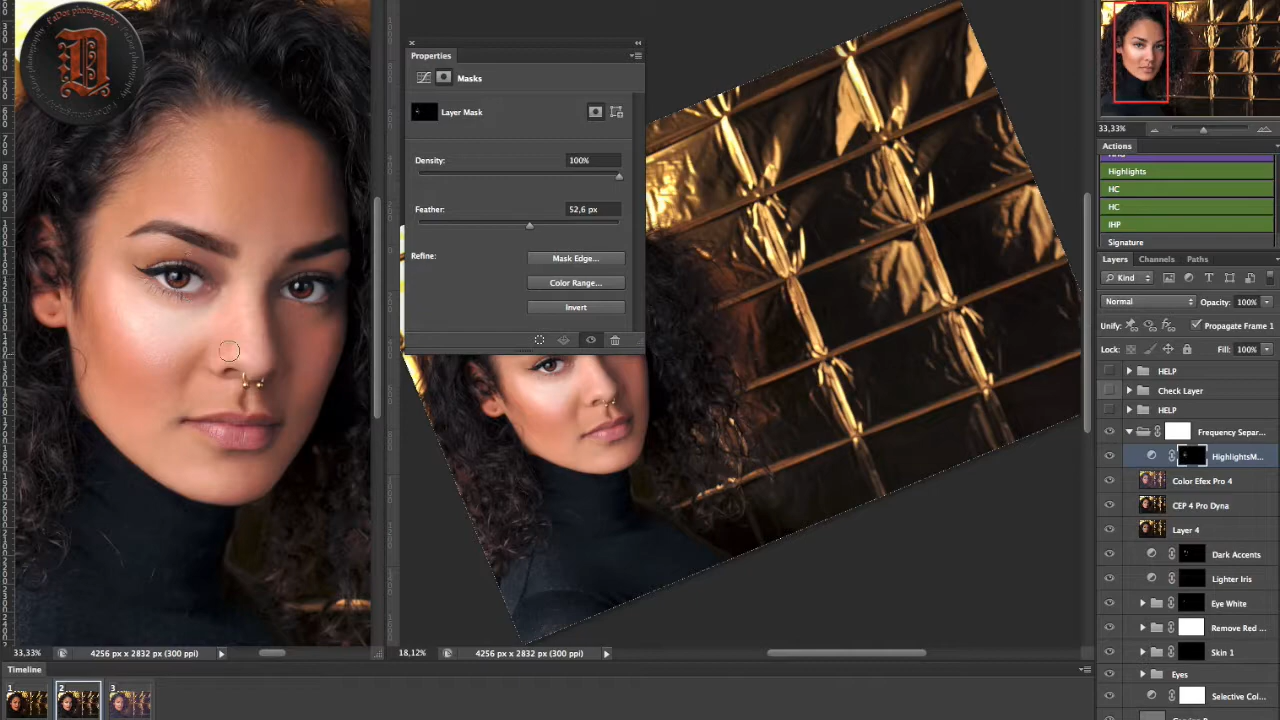 FaDot photography
D
Properties
Masks
Layer Mask
Density:
100%
Feather:
52,6 px
Refine:
Mask Edge...
Color Range...
Invert
33,33%
Actions
Highlights
HC
HC
IHP
Signature
Layers Channels Paths
Kind
Normal Opacity: 100%
Unify: Propagate Frame 1
Lock: Fill: 100%
HELP
Check Layer
HELP
Frequency Separ...
HighlightsM...
Color Efex Pro 4
CEP 4 Pro Dyna
Layer 4
Dark Accents
Lighter Iris
Eye White
Remove Red ...
Skin 1
Eyes
Selective Col...
33,33% 4256 px x 2832 px (300 ppi)
18,12% 4256 px x 2832 px (300 ppi)
Timeline
1 2 3